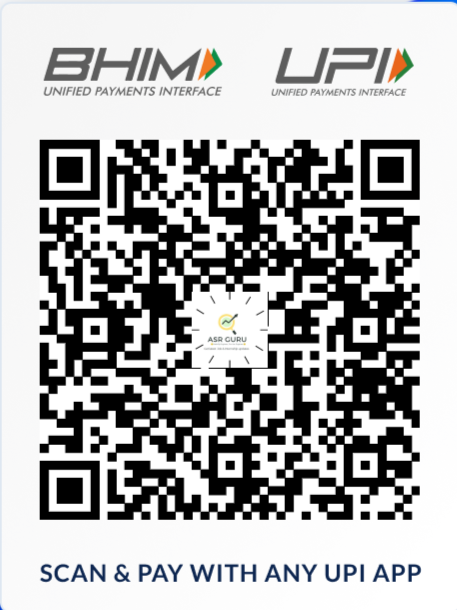 BHIM
UNIFIED PAYMENTS INTERFACE
UPI
UNIFIED PAYMENTS INTERFACE
ASR GURU
SCAN & PAY WITH ANY UPI APP